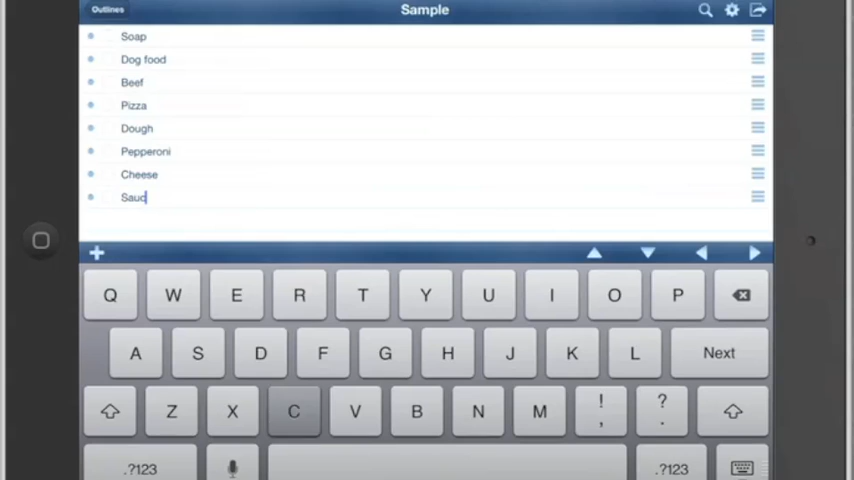 Outlines
Sample
Soap
Dog food
Beef
Pizza
Dough
Pepperoni
Cheese
Sauc
Q W E R T Y U I O P
A S D F G H J K L Next
Z X C V B N M ! , ? .
.?123 .?123